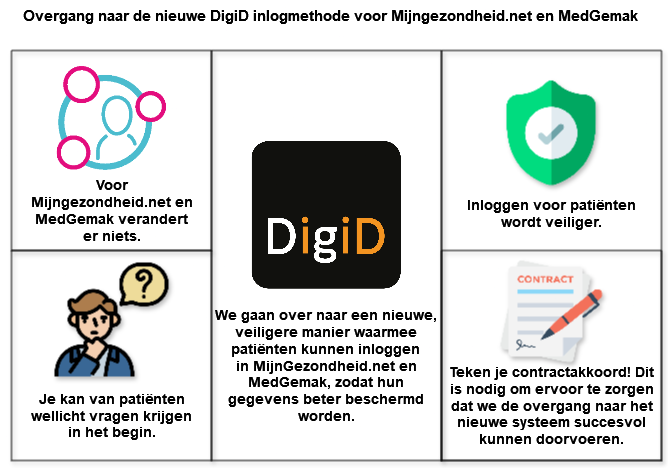 Overgang naar de nieuwe DigiD inlogmethode voor Mijngezondheid.net en MedGemak
Voor
Mijngezondheid.net en
MedGemak verandert
er niets.
Je kan van patiënten
wellicht vragen krijgen
in het begin.
DigiD
We gaan over naar een nieuwe,
veiligere manier waarmee
patiënten kunnen inloggen
in MijnGezondheid.net en
MedGemak, zodat hun
gegevens beter beschermd
worden.
Inloggen voor patiënten
wordt veiliger.
CONTRACT
Teken je contractakkoord! Dit
is nodig om ervoor te zorgen
dat we de overgang naar het
nieuwe systeem succesvol
kunnen doorvoeren.